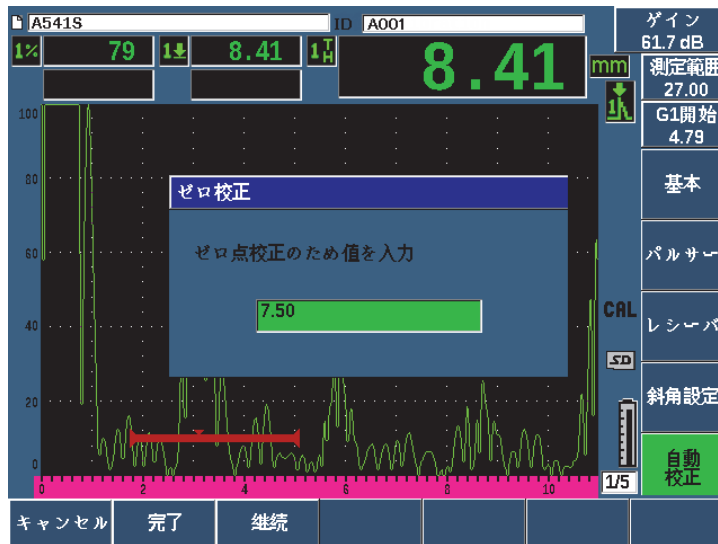 A541S ID A001
1% 79 1 8.41 1TH 8.41 mm
100
80
60
40
20
0
0 2 4 6 8 10
ゼロ校正
ゼロ点校正のため値を入力
7.50
CAL
SD
1/5
ゲイン
61.7 dB
測定範囲
27.00
G1開始
4.79
基本
パルサー
レシーバ
斜角設定
自動
校正
キャンセル 完了 継続